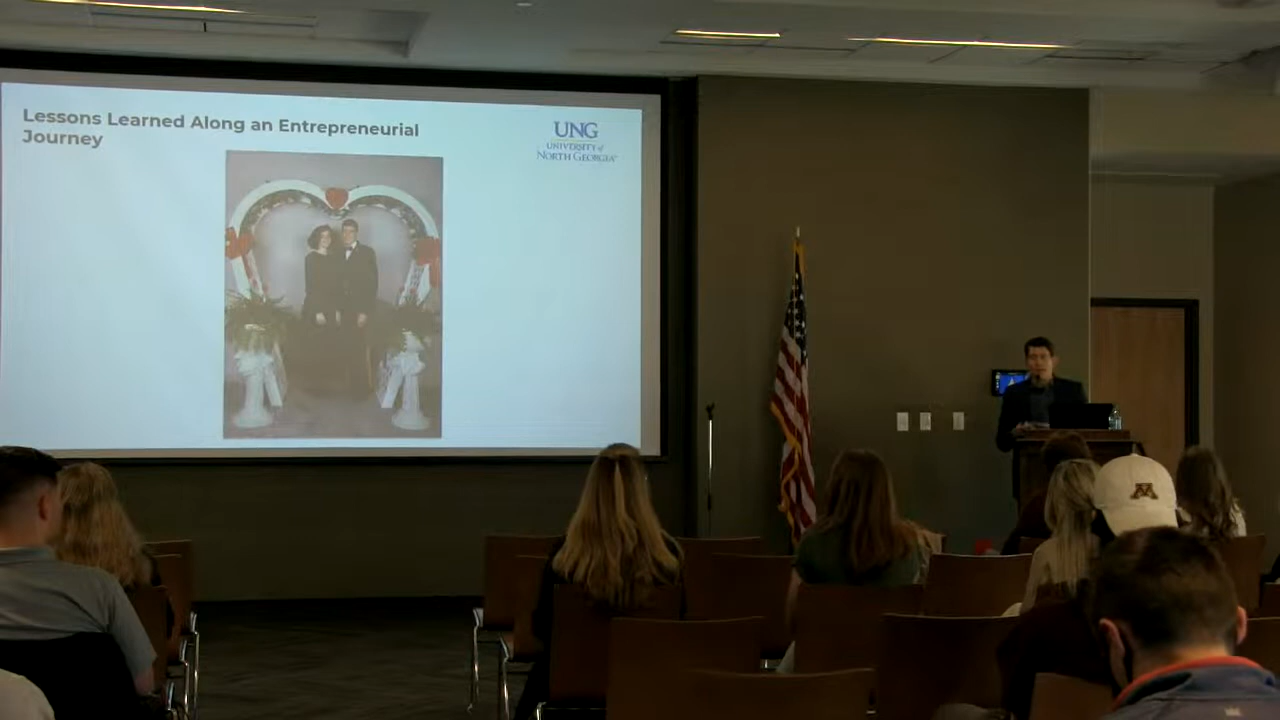 Lessons Learned Along an Entrepreneurial
Journey
UNG
UNIVERSITY of
NORTH GEORGIA
M